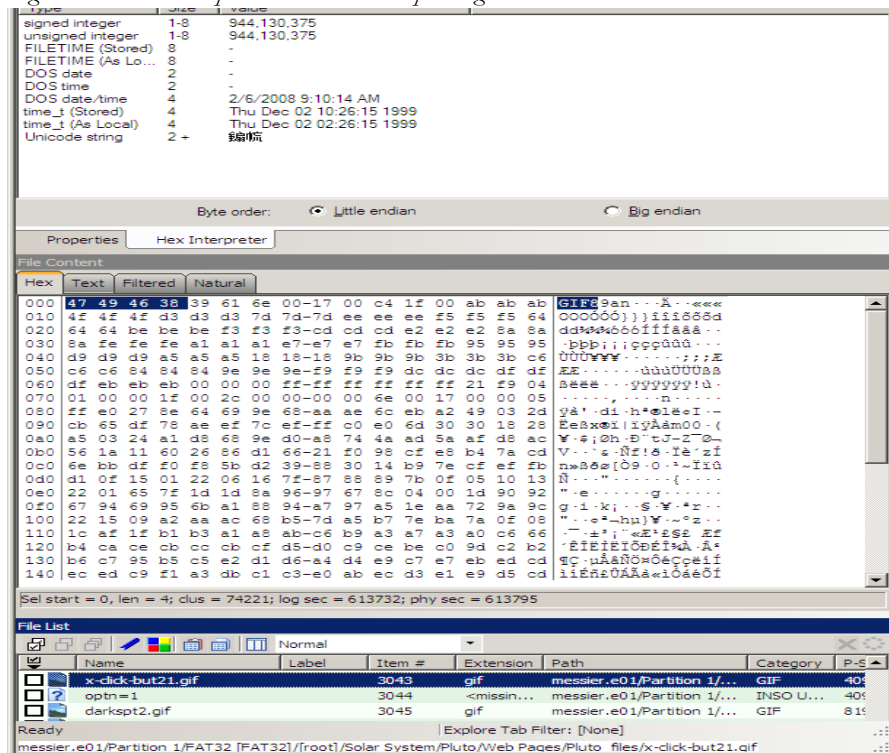 Type Size Value
signed integer 1-8 944,130,375
unsigned integer 1-8 944,130,375
FILETIME (Stored) 8 -
FILETIME (As Lo... 8 -
DOS date 2 -
DOS time 2 -
DOS date/time 4 2/6/2008 9:10:14 AM
time_t (Stored) 4 Thu Dec 02 10:26:15 1999
time_t (As Local) 4 Thu Dec 02 02:26:15 1999
Unicode string 2 +
Byte order: Little endian Big endian
Properties Hex Interpreter
File Content
Hex Text Filtered Natural
000 47 49 46 38 39 61 6e 00-17 00 c4 1f 00 ab ab ab GIF89an···Ä··«««
010 4f 4f 4f d3 d3 d3 7d 7d-7d ee ee ee f5 f5 f5 64 OOOÓÓÓ}}}îîîõõõd
020 64 64 be be be f3 f3 f3-cd cd cd e2 e2 e2 8a 8a dd¾¾¾óóóÍÍÍâââ··
030 8a fe fe fe a1 a1 a1 e7-e7 e7 fb fb fb 95 95 95 ·þþþ¡¡¡çççûûû···
040 d9 d9 d9 a5 a5 a5 18 18-18 9b 9b 9b 3b 3b 3b c6 ÙÙÙ¥¥¥······;;;Æ
050 c6 c6 84 84 84 9e 9e 9e-f9 f9 f9 dc dc dc df df ÆÆ······ùùùÜÜÜßß
060 df eb eb eb 00 00 00 ff-ff ff ff ff ff 21 f9 04 ßëëë···ÿÿÿÿÿÿ!ù·
070 01 00 00 1f 00 2c 00 00-00 00 6e 00 17 00 00 05 ·····,····n·····
080 ff e0 27 8e 64 69 9e 68-aa ae 6c eb a2 49 03 2d
090 cb 65 df 78 ae ef 7c ef-ff c0 e0 6d 30 30 18 28
0a0 a5 03 24 a1 d8 68 9e d0-a8 74 4a ad 5a af d8 ac
0b0 56 1a 11 60 26 86 d1 66-21 f0 98 cf e8 b4 7a cd
0c0 6e bb df f0 f8 5b d2 39-88 30 14 b9 7e cf ef fb
0d0 d1 0f 15 01 22 06 16 7f-87 88 89 7b 0f 05 10 13
0e0 22 01 65 7f 1d 1d 8a 96-97 67 8c 04 00 1d 90 92
0f0 67 94 69 95 6b a1 88 94-a7 97 a5 1e aa 72 9a 9c
100 22 15 09 a2 aa ac 68 b5-7d a5 b7 7e ba 7a 0f 08
110 1c af 1f b1 b3 a1 a8 ab-c6 b9 a3 a7 a3 a0 c6 66
120 b4 ca ce cb cc cb cf d5-d0 c9 ce be c0 9d c2 b2
130 b6 c7 95 b5 c5 e2 d1 d6-a4 d4 e9 c7 e7 eb ed cd
140 ec ed c9 f1 a3 db c1 c3-e0 ab ec d3 e1 e9 d5 cd
Sel start = 0, len = 4; clus = 74221; log sec = 613732; phy sec = 613795
File List
Normal
Name Label Item # Extension Path Category P-S
x-click-but21.gif 3043 gif messier.e01/Partition 1/... GIF 409
optn=1 3044 <missin... messier.e01/Partition 1/... INSO U... 409
darkspt2.gif 3045 gif messier.e01/Partition 1/... GIF 819
Ready Explore Tab Filter: [None]
messier.e01/Partition 1/FAT32 [FAT32]/[root]/Solar System/Pluto/Web Pages/Pluto_files/x-click-but21.gif